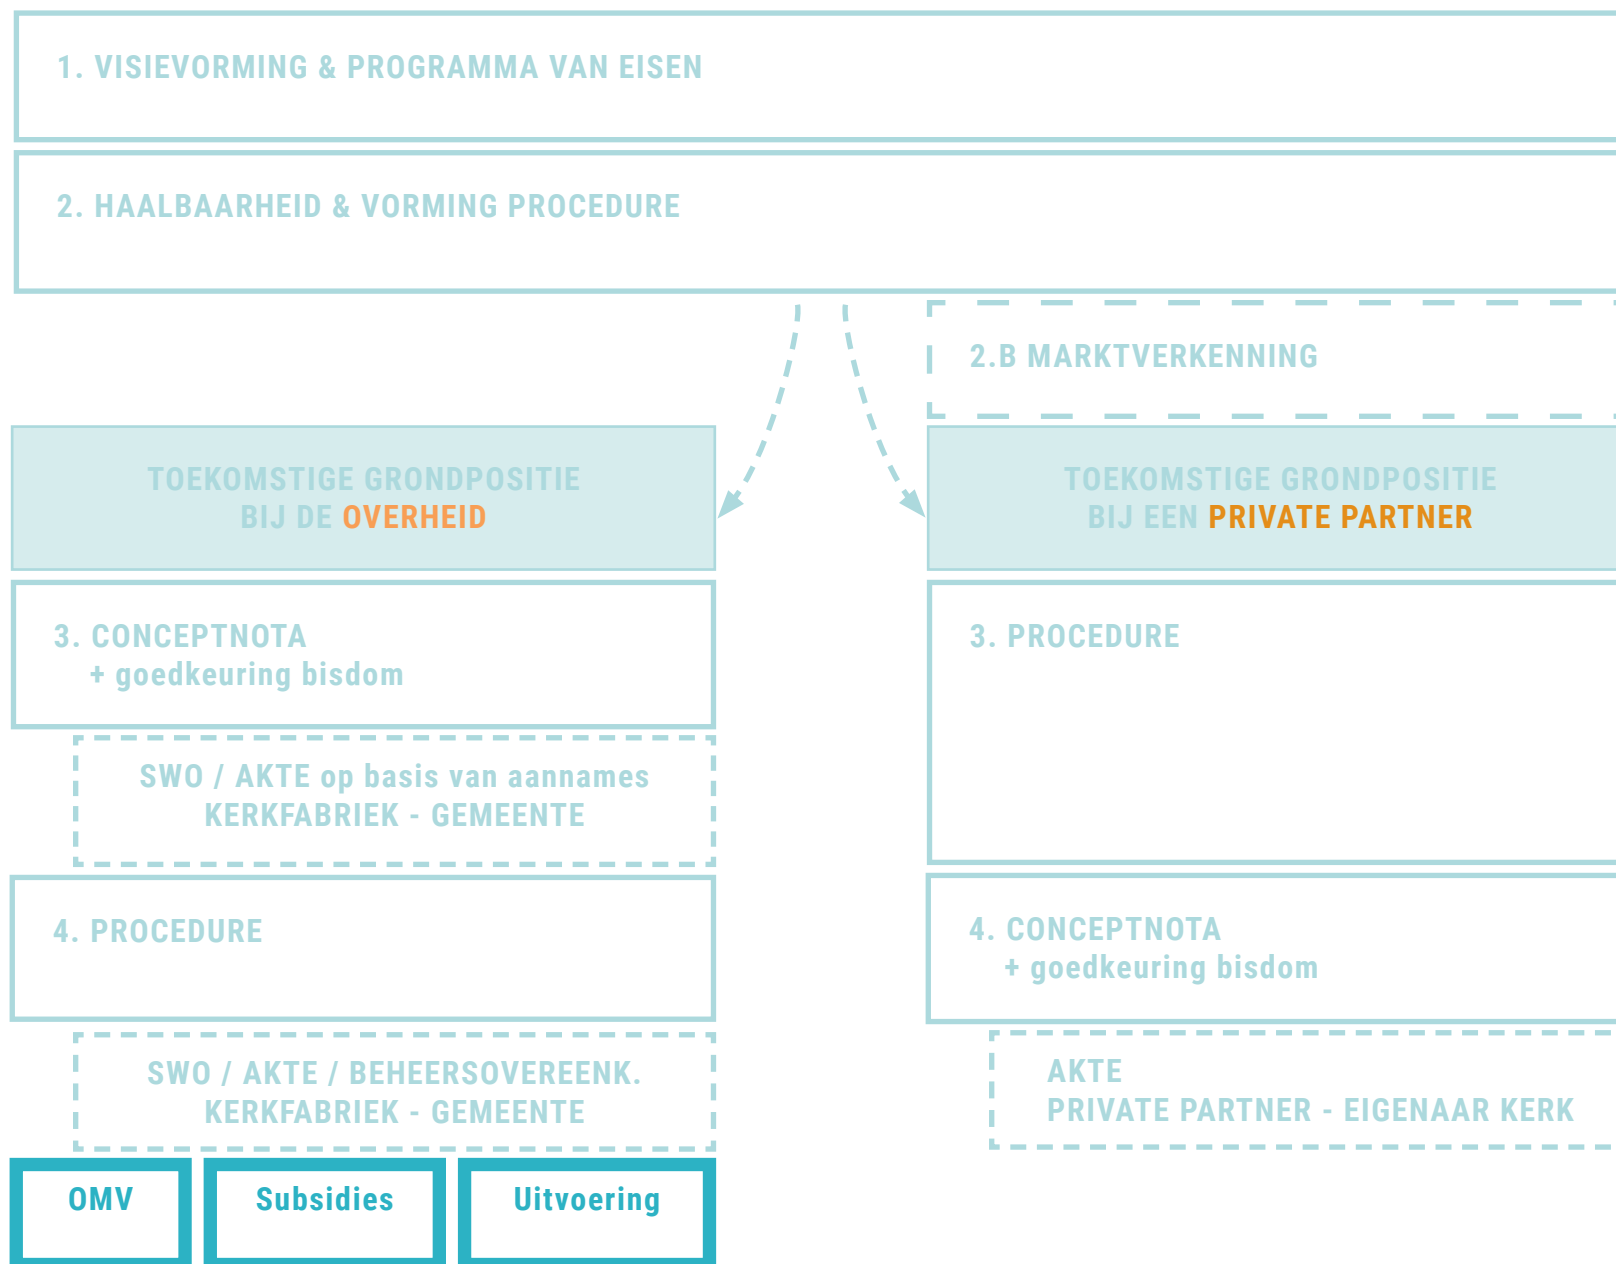 1. VISIEVORMING & PROGRAMMA VAN EISEN
2. HAALBAARHEID & VORMING PROCEDURE
2.B MARKTVERKENNING
TOEKOMSTIGE GRONDPOSITIE
BIJ DE OVERHEID
3. CONCEPTNOTA
+ goedkeuring bisdom
SWO / AKTE op basis van aannames
KERKFABRIEK - GEMEENTE
4. PROCEDURE
SWO / AKTE / BEHEERSOVEREENK.
KERKFABRIEK - GEMEENTE
OMV
Subsidies
Uitvoering
TOEKOMSTIGE GRONDPOSITIE
BIJ EEN PRIVATE PARTNER
3. PROCEDURE
4. CONCEPTNOTA
+ goedkeuring bisdom
AKTE
PRIVATE PARTNER - EIGENAAR KERK